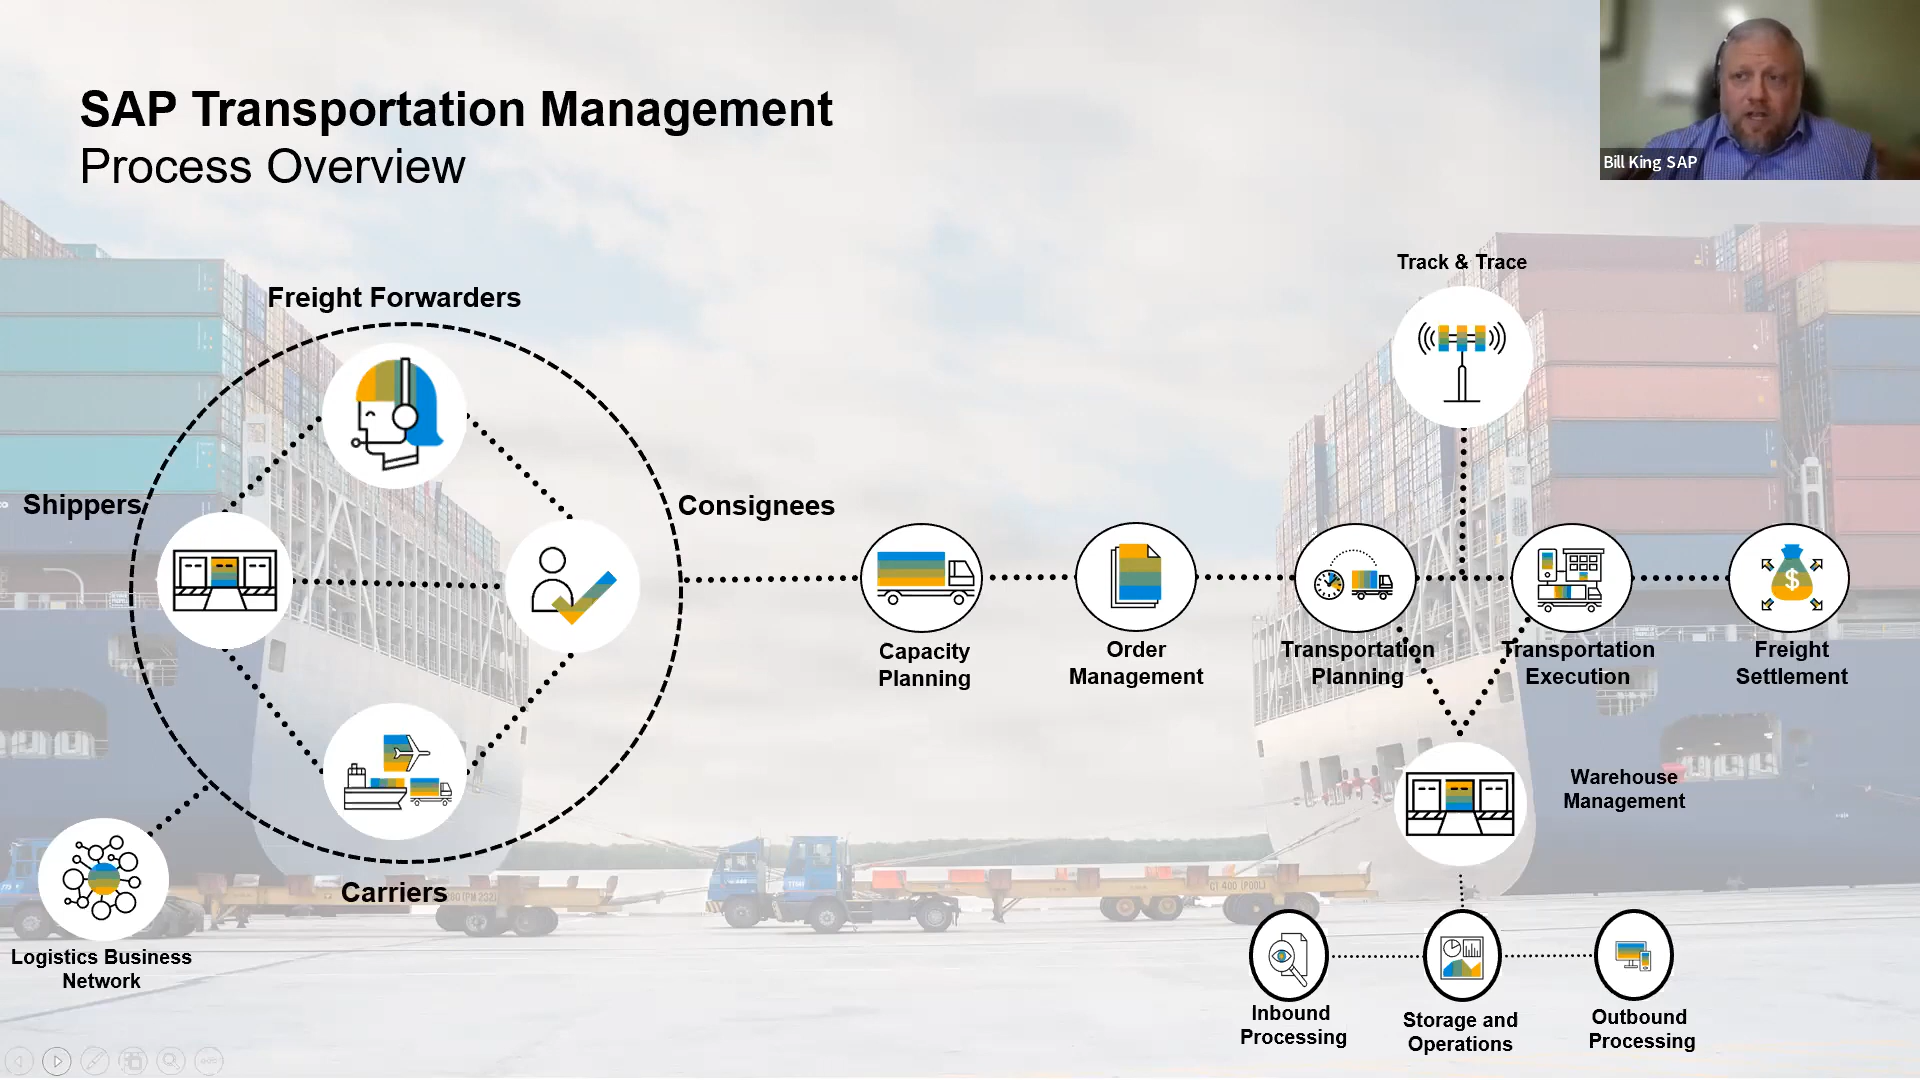 SAP Transportation Management
Process Overview
Bill King SAP
Track & Trace
Freight Forwarders
Shippers
Consignees
Capacity
Planning
Order
Management
Transportation
Planning
Transportation
Execution
Freight
Settlement
$
Warehouse
Management
Carriers
Logistics Business
Network
Inbound
Processing
Storage and
Operations
Outbound
Processing